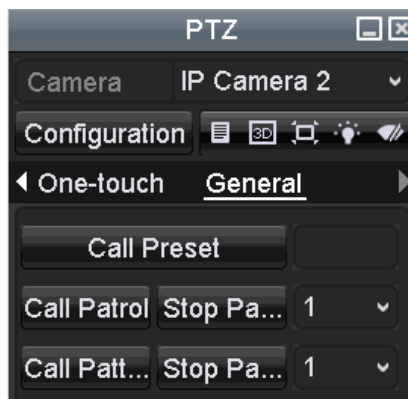 PTZ
Camera IP Camera 2
Configuration 3D
One-touch General
Call Preset
Call Patrol Stop Pa... 1
Call Patt... Stop Pa... 1